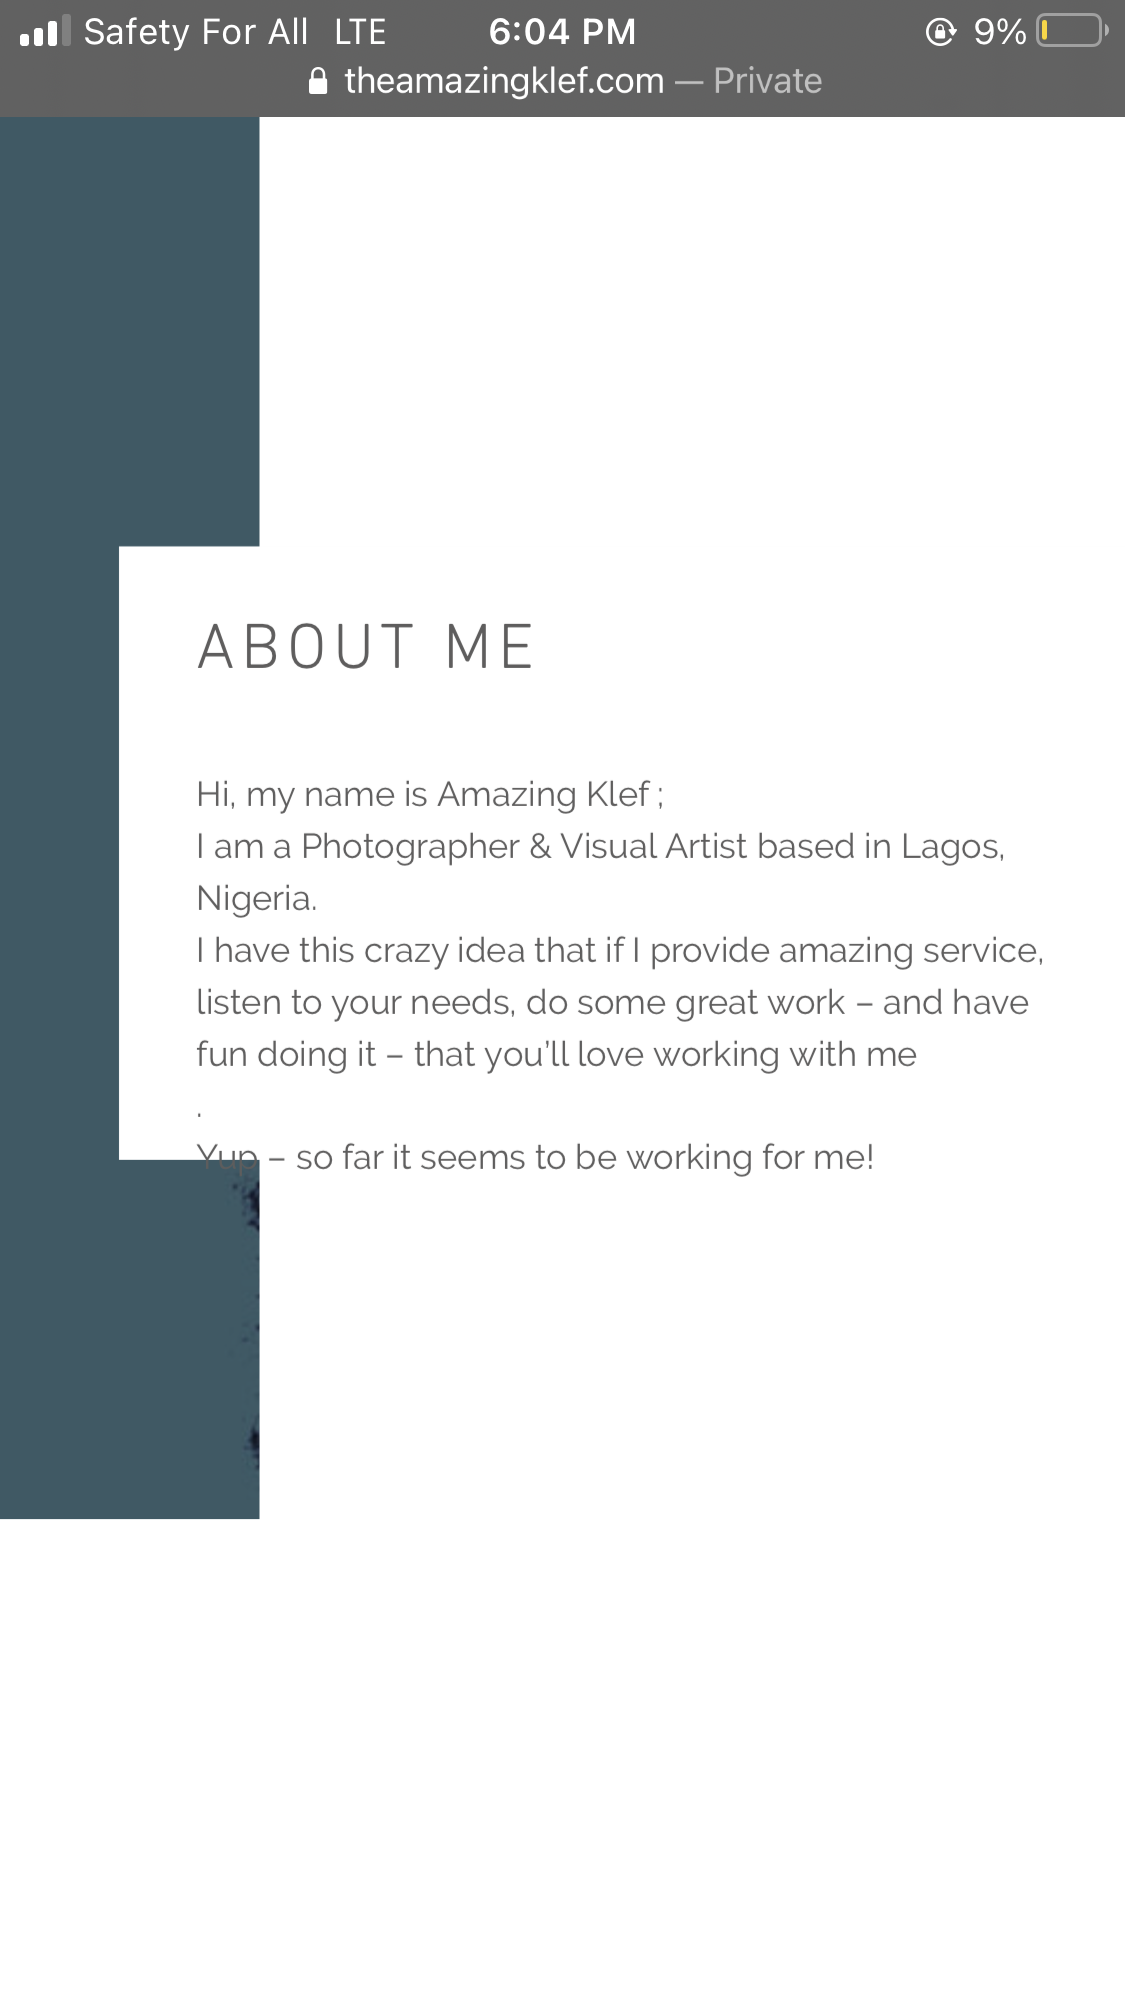 Safety For All LTE 6:04 PM 9%
theamazingklef.com — Private
ABOUT ME
Hi, my name is Amazing Klef ;
I am a Photographer & Visual Artist based in Lagos,
Nigeria.
I have this crazy idea that if I provide amazing service,
listen to your needs, do some great work – and have
fun doing it – that you’ll love working with me
.
Yup – so far it seems to be working for me!